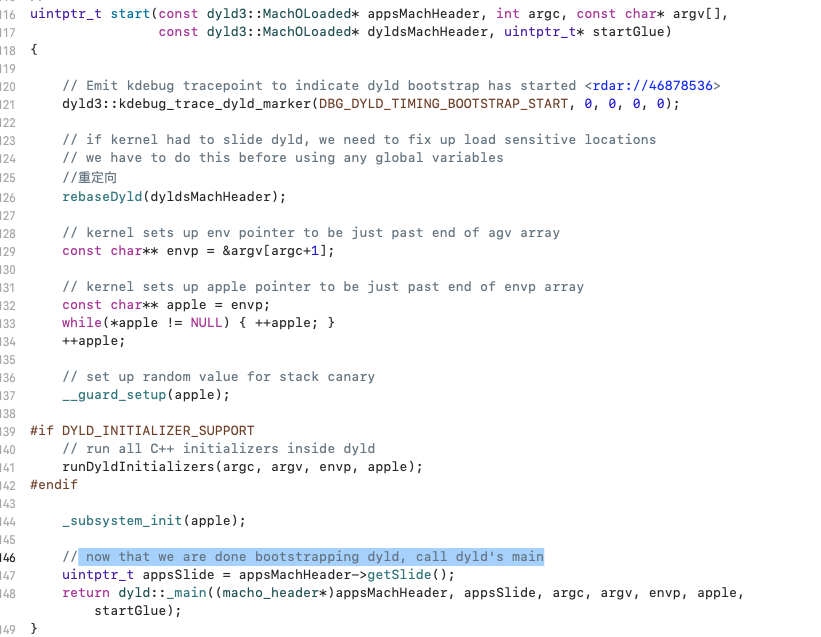 116 uintptr_t start(const dyld3::MachOLoaded* appsMachHeader, int argc, const char* argv[],
117                 const dyld3::MachOLoaded* dyldsMachHeader, uintptr_t* startGlue)
118 {
119
120     // Emit kdebug tracepoint to indicate dyld bootstrap has started <rdar://46878536>
121     dyld3::kdebug_trace_dyld_marker(DBG_DYLD_TIMING_BOOTSTRAP_START, 0, 0, 0, 0);
122
123     // if kernel had to slide dyld, we need to fix up load sensitive locations
124     // we have to do this before using any global variables
125     //重定向
126     rebaseDyld(dyldsMachHeader);
127
128     // kernel sets up env pointer to be just past end of agv array
129     const char** envp = &argv[argc+1];
130
131     // kernel sets up apple pointer to be just past end of envp array
132     const char** apple = envp;
133     while(*apple != NULL) { ++apple; }
134     ++apple;
135
136     // set up random value for stack canary
137     __guard_setup(apple);
138
139 #if DYLD_INITIALIZER_SUPPORT
140     // run all C++ initializers inside dyld
141     runDyldInitializers(argc, argv, envp, apple);
142 #endif
143
144     _subsystem_init(apple);
145
146     // now that we are done bootstrapping dyld, call dyld's main
147     uintptr_t appsSlide = appsMachHeader->getSlide();
148     return dyld::_main((macho_header*)appsMachHeader, appsSlide, argc, argv, envp, apple,
        startGlue);
149 }